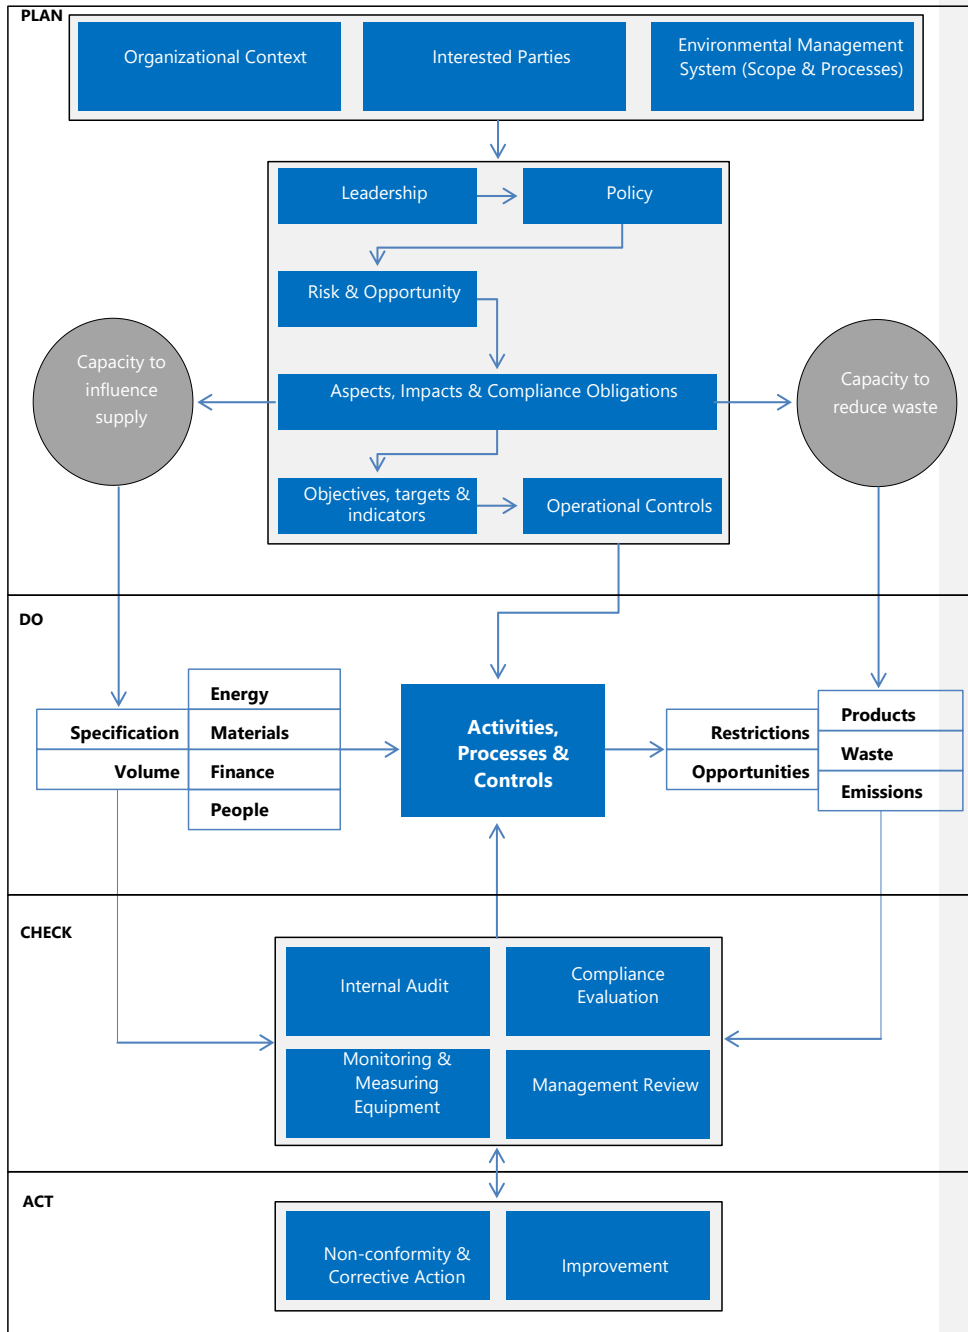 PLAN
Organizational Context
Interested Parties
Environmental Management
System (Scope & Processes)
Leadership
Policy
Risk & Opportunity
Capacity to
influence
supply
Aspects, Impacts & Compliance Obligations
Capacity to
reduce waste
Objectives, targets &
indicators
Operational Controls
DO
Specification
Volume
Energy
Materials
Finance
People
Activities,
Processes &
Controls
Restrictions
Opportunities
Products
Waste
Emissions
CHECK
Internal Audit
Compliance
Evaluation
Monitoring &
Measuring
Equipment
Management Review
ACT
Non-conformity &
Corrective Action
Improvement